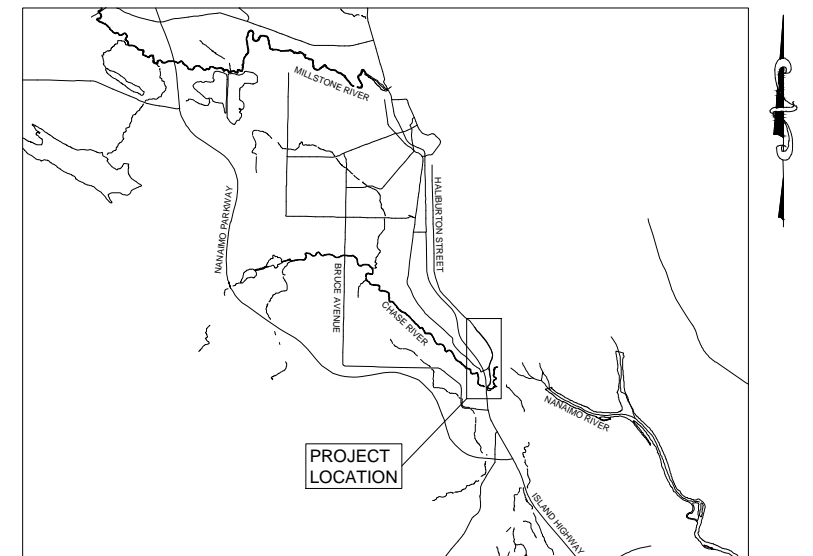 MILLSTONE RIVER
HALIBURTON STREET
NANAIMO PARKWAY
BRUCE AVENUE
CHASE RIVER
NANAIMO RIVER
PROJECT
LOCATION
ISLAND HIGHWAY